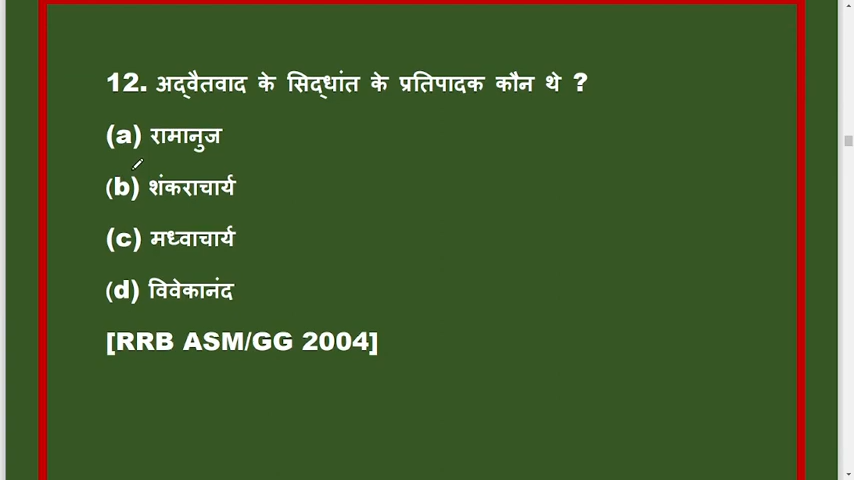 12. अद्वैतवाद के सिद्धांत के प्रतिपादक कौन थे ?
(a) रामानुज
(b) शंकराचार्य
(c) मध्वाचार्य
(d) विवेकानंद
[RRB ASM/GG 2004]